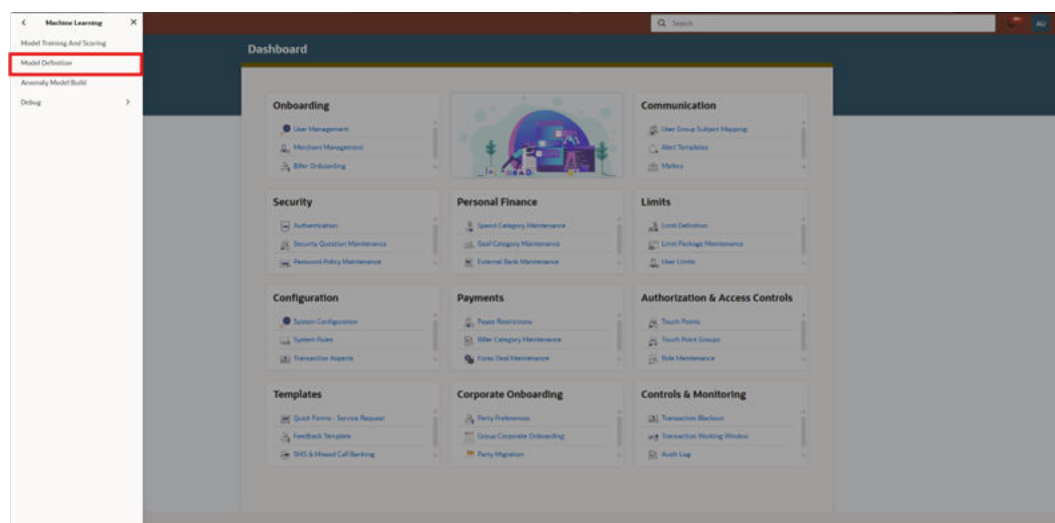 Machine Learning
Model Training And Scoring
Model Definition
Anomaly Model Build
Debug
Search
AU
Dashboard
Onboarding
User Management
Merchant Management
Biller Onboarding
Communication
User Group Subject Mapping
Alert Templates
Mailers
Security
Authentication
Security Question Maintenance
Password Policy Maintenance
Personal Finance
Spend Category Maintenance
Goal Category Maintenance
External Bank Maintenance
Limits
Limit Definition
Limit Package Maintenance
User Limits
Configuration
System Configuration
System Rules
Transaction Aspects
Payments
Payee Restrictions
Biller Category Maintenance
Forex Deal Maintenance
Authorization & Access Controls
Touch Points
Touch Point Groups
Role Maintenance
Templates
Quick Forms - Service Request
Feedback Template
SMS & Missed Call Banking
Corporate Onboarding
Party Preferences
Group Corporate Onboarding
Party Migration
Controls & Monitoring
Transaction Blackout
Transaction Working Window
Audit Log